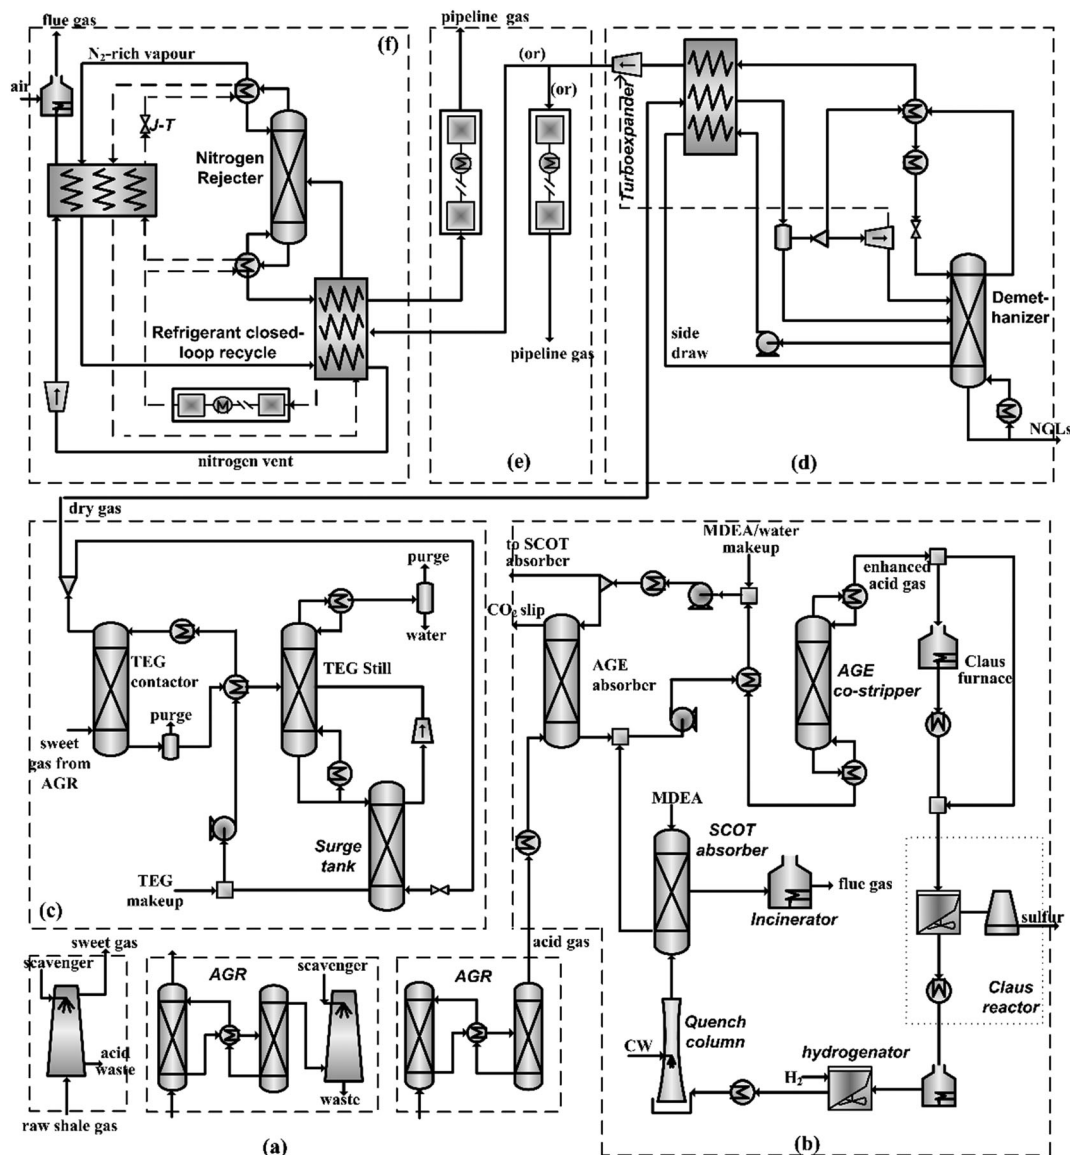 flue gas
N₂-rich vapour
(f)
air
J-T
Nitrogen
Rejecter
Refrigerant closed-
loop recycle
nitrogen vent
pipeline gas
(or)
(or)
pipeline gas
(e)
Turboexpander
side
draw
Demet-
hanizer
NGLs
(d)
dry gas
purge
water
TEG
contactor
TEG Still
purge
sweet
gas from
AGR
Surge
tank
TEG
makeup
(c)
MDEA/water
makeup
to SCOT
absorber
CO₂ slip
enhanced
acid gas
AGE
absorber
AGE
co-stripper
Claus
furnace
MDEA
SCOT
absorber
flue gas
Incinerator
sulfur
Claus
reactor
acid gas
Quench
column
CW
hydrogenator
H₂
(b)
sweet gas
scavenger
acid
waste
raw shale gas
AGR
scavenger
waste
AGR
(a)